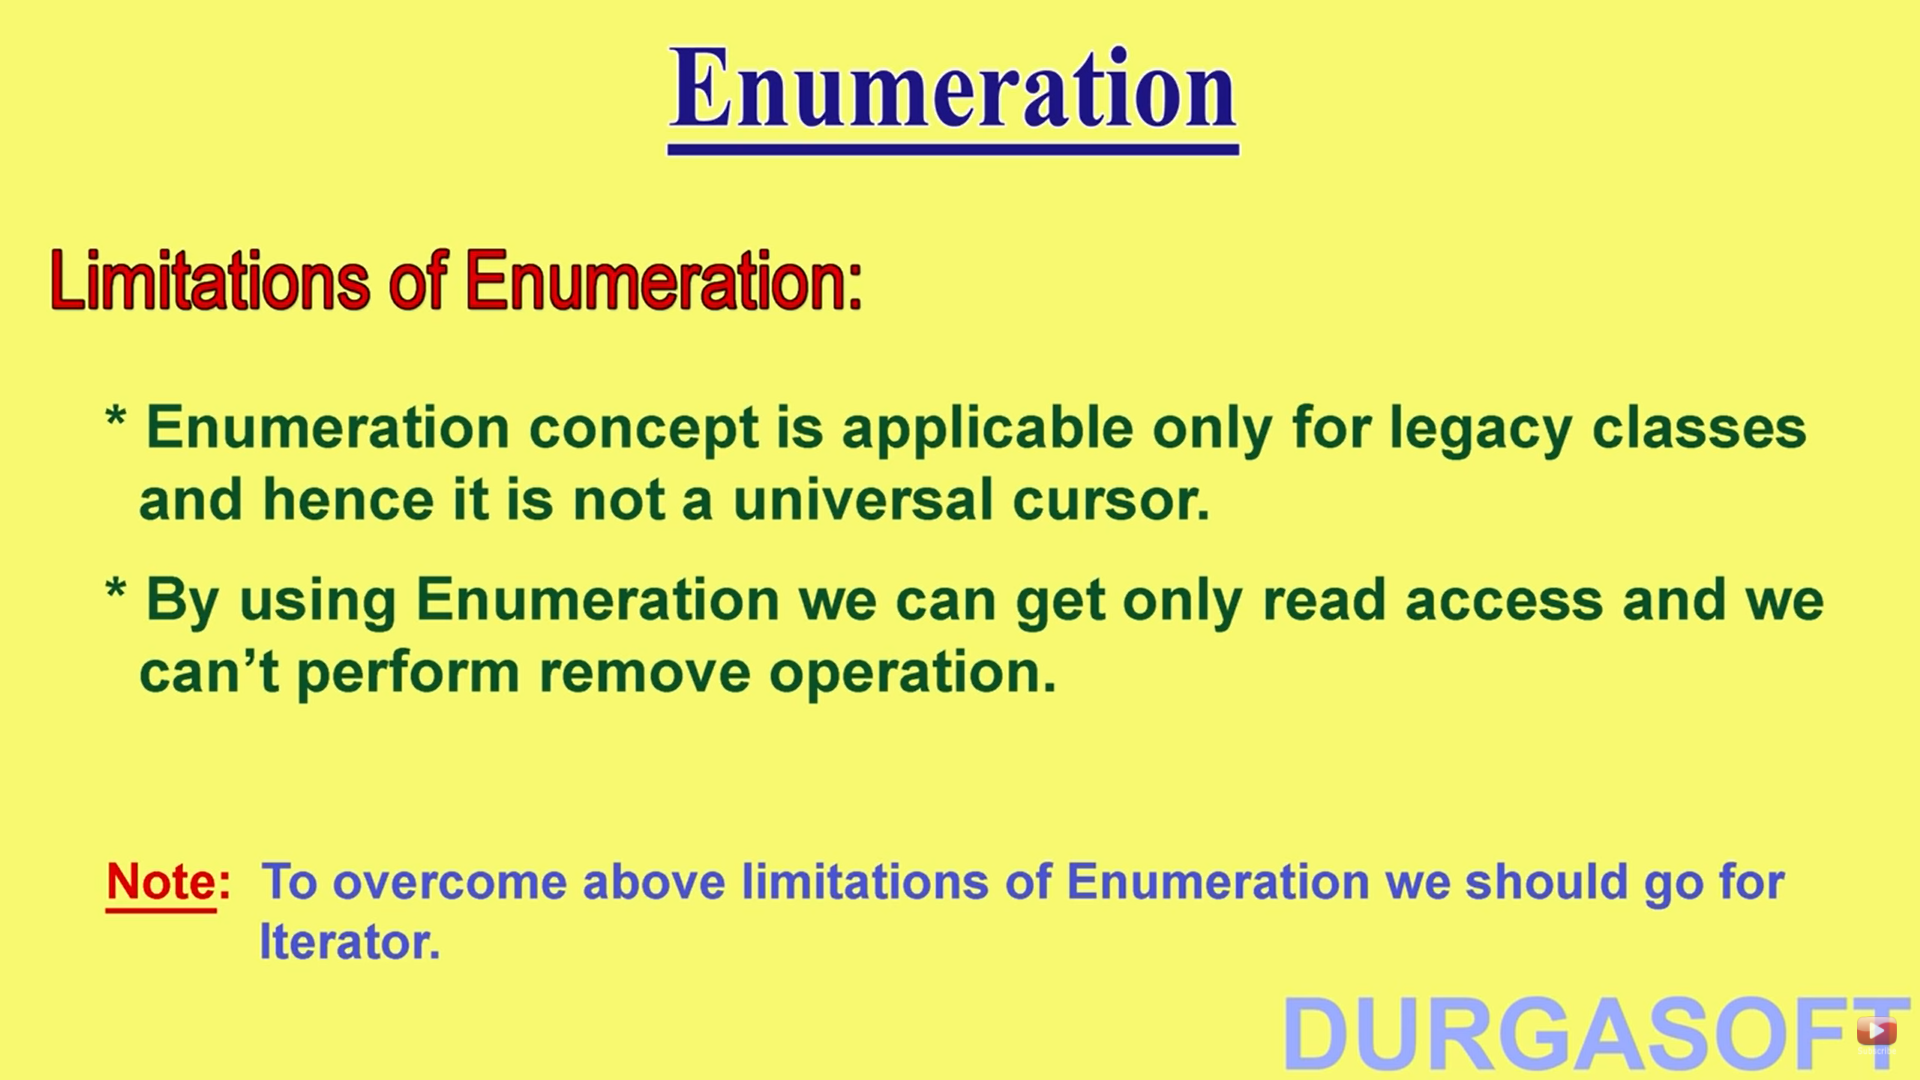 Enumeration
Limitations of Enumeration:
* Enumeration concept is applicable only for legacy classes
and hence it is not a universal cursor.
* By using Enumeration we can get only read access and we
can’t perform remove operation.
Note: To overcome above limitations of Enumeration we should go for
Iterator.
DURGASOFT